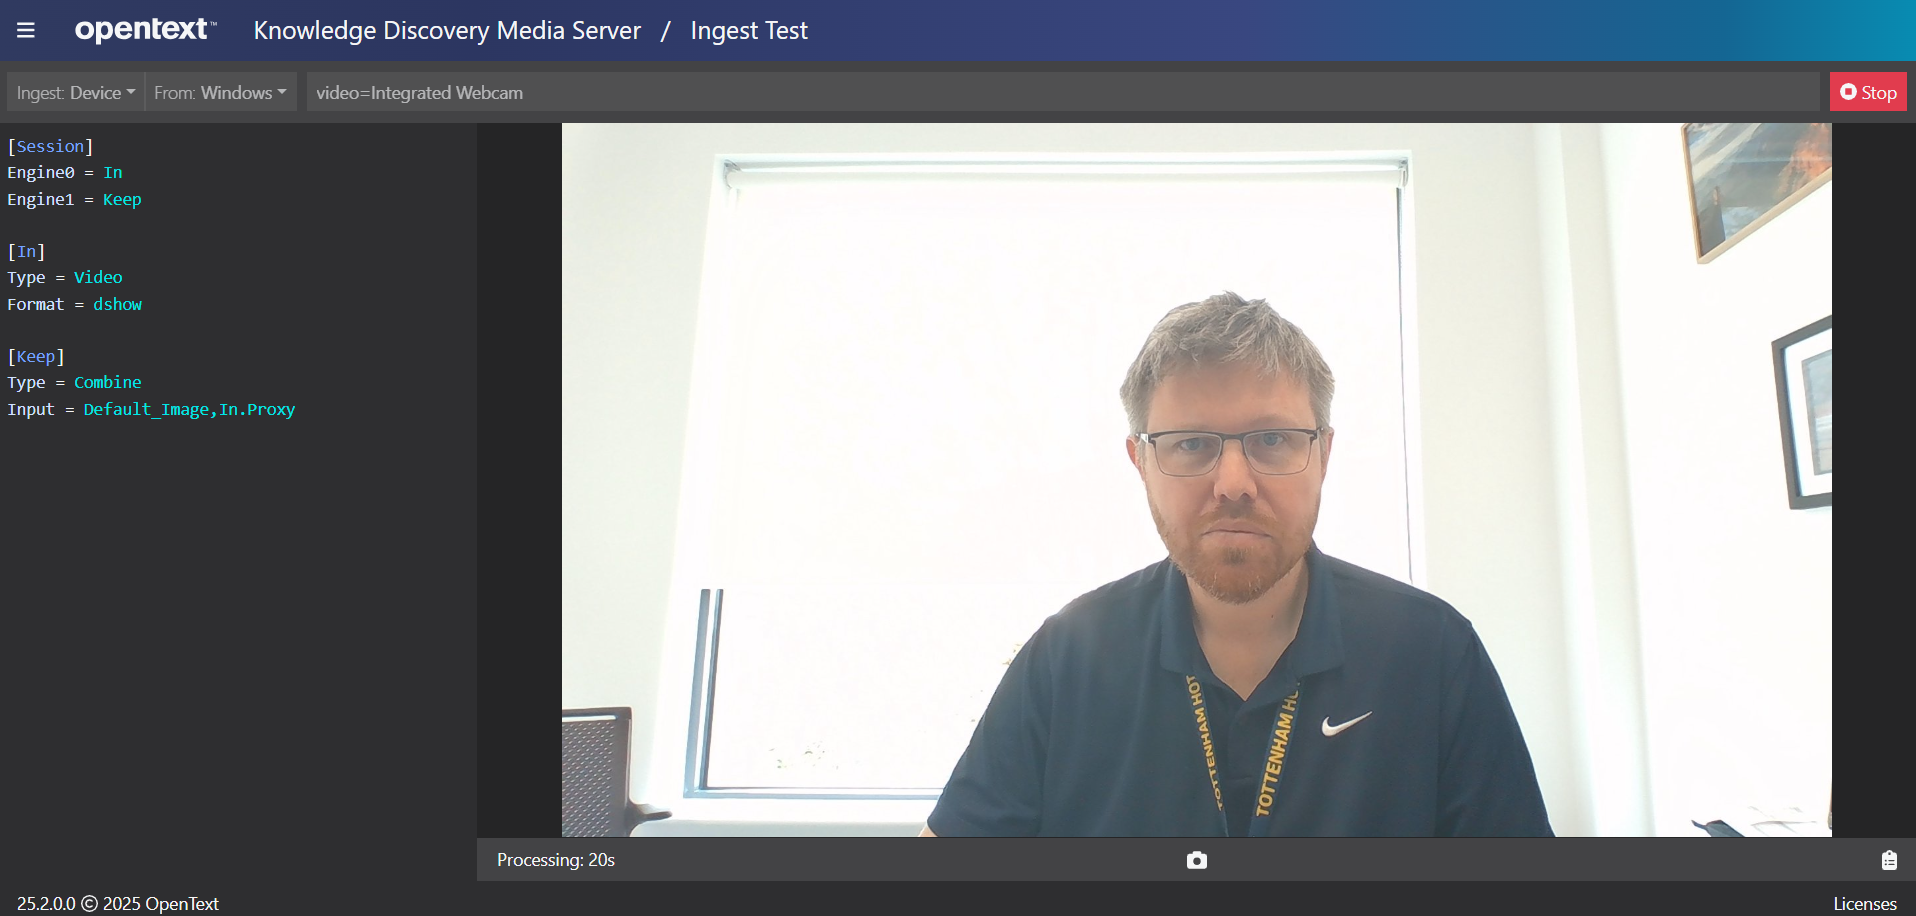 opentext™
Knowledge Discovery Media Server / Ingest Test
Ingest: Device
From: Windows
video=Integrated Webcam
Stop
[Session]
Engine0 = In
Engine1 = Keep
[In]
Type = Video
Format = dshow
[Keep]
Type = Combine
Input = Default_Image,In.Proxy
TOTTENHAM HOT
TOTTENHAM HO
Processing: 20s
25.2.0.0 © 2025 OpenText
Licenses